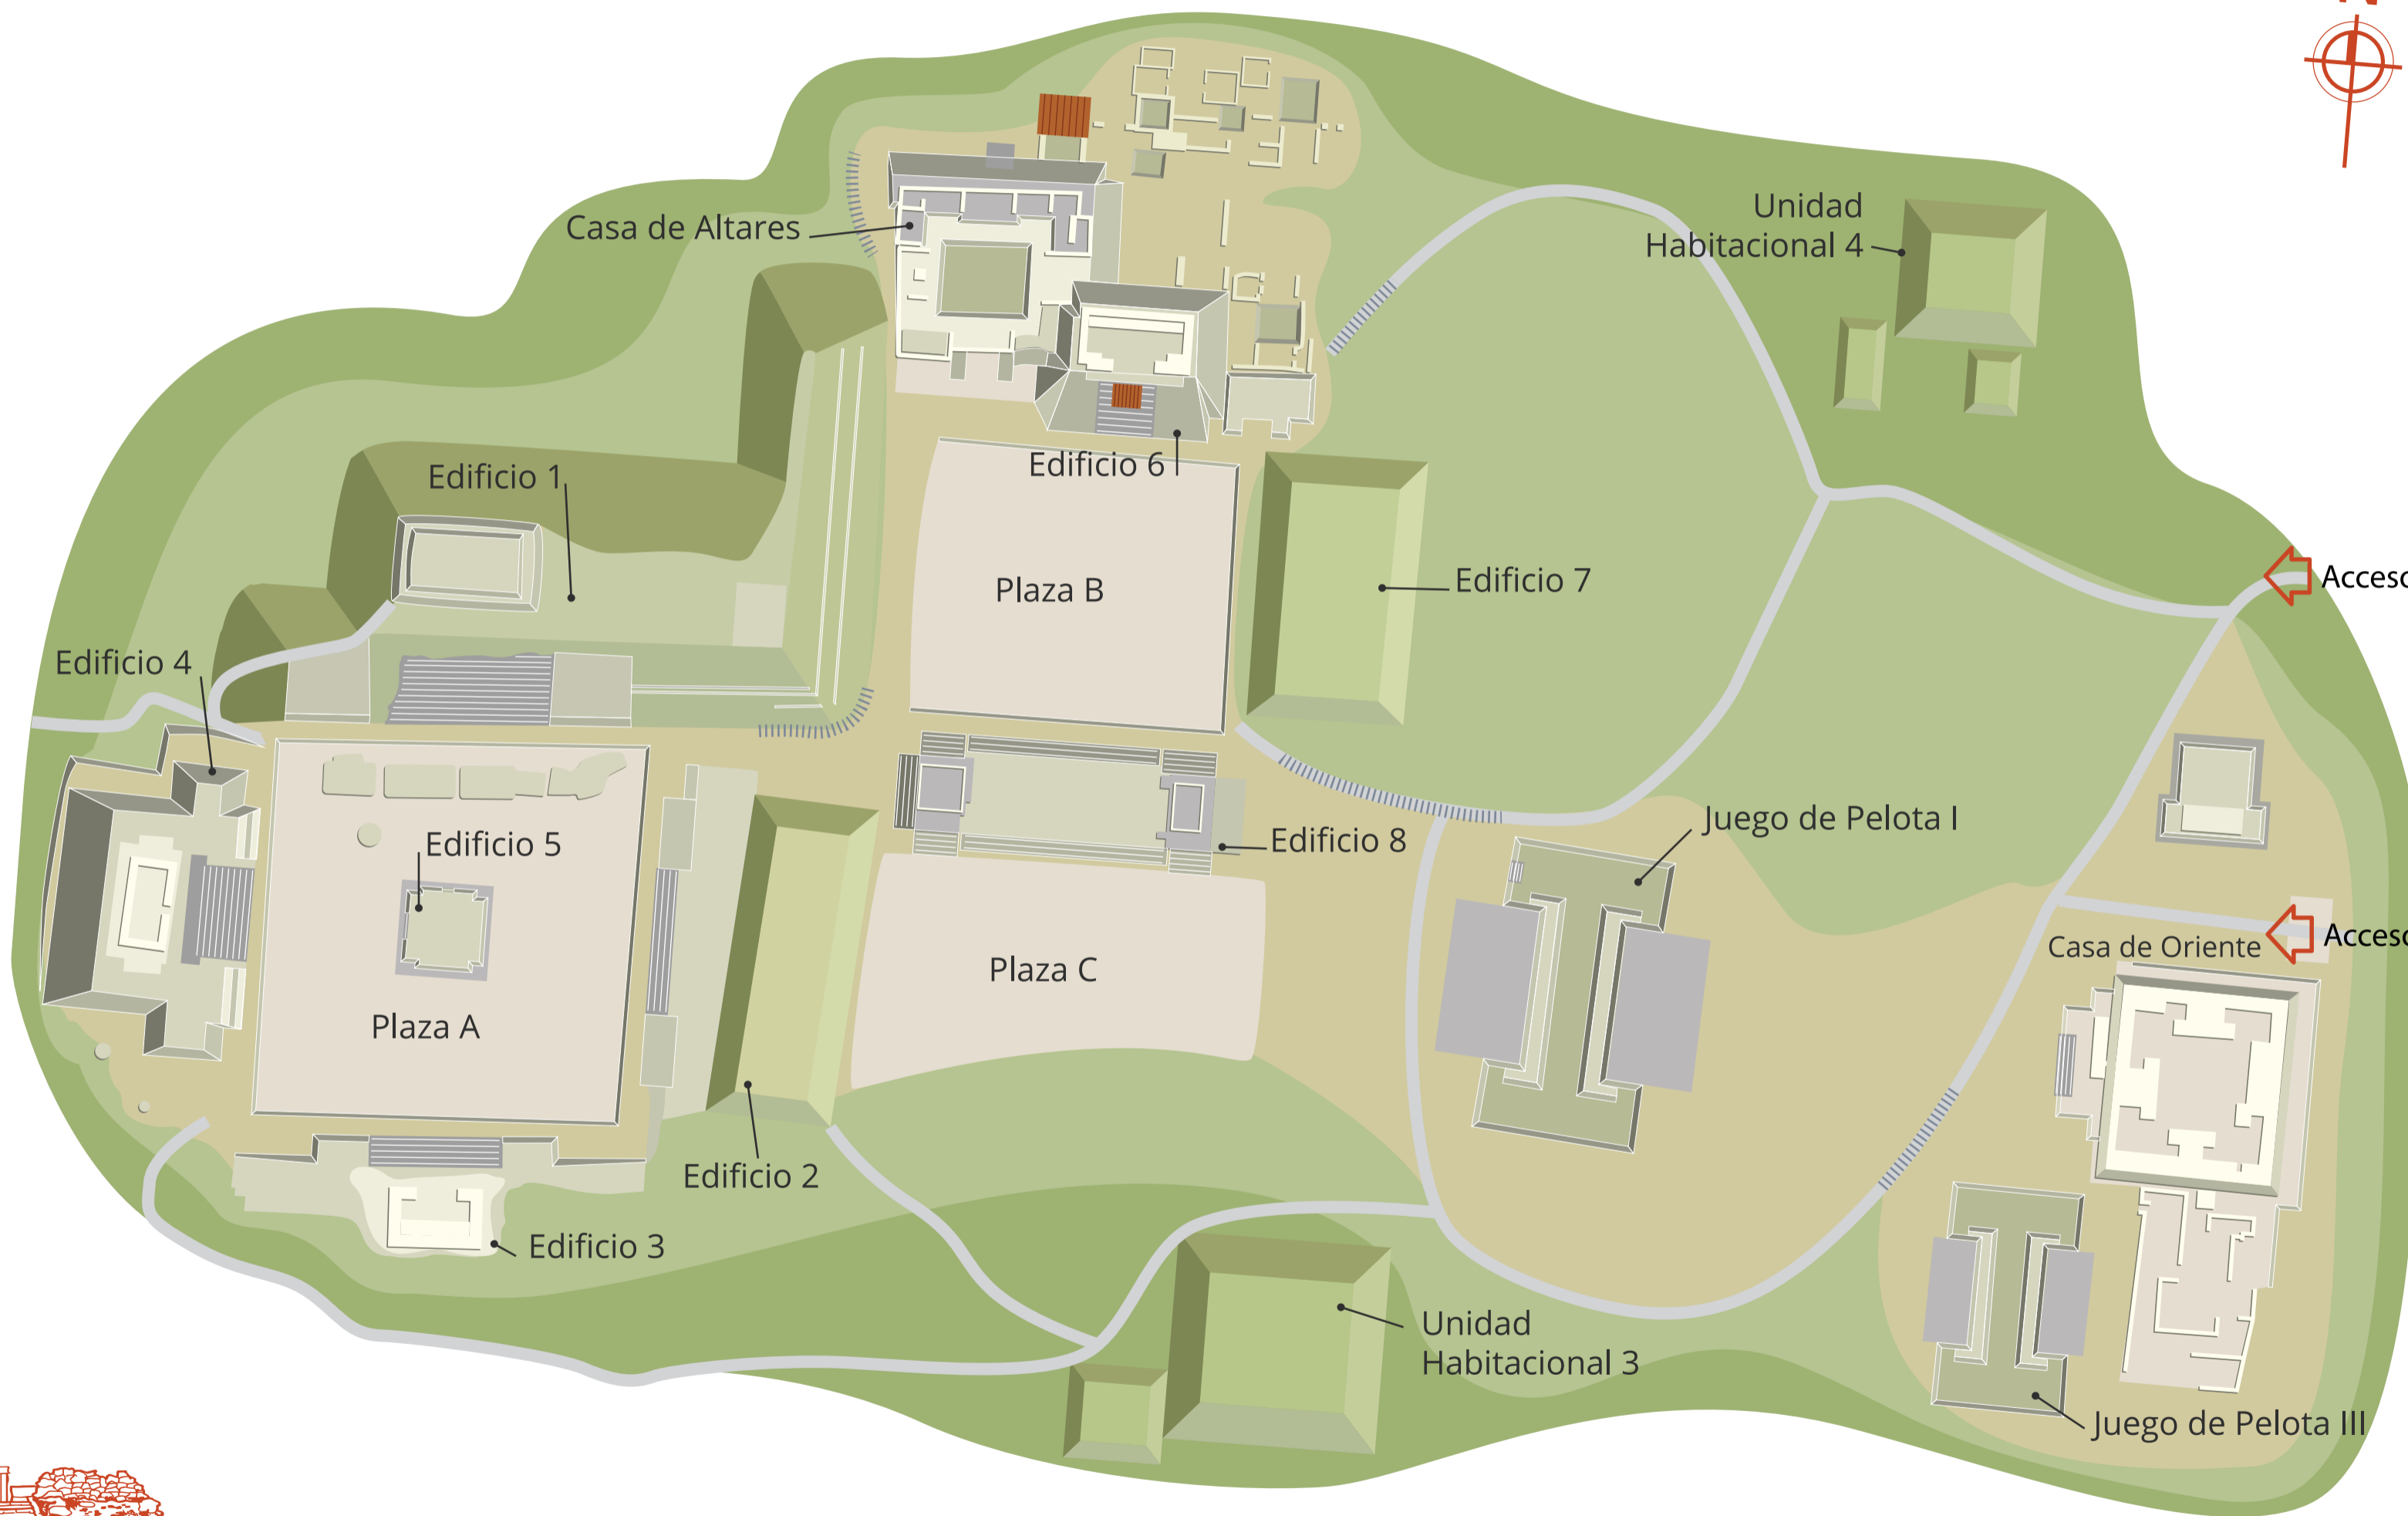 N
Unidad
Habitacional 4
Casa de Altares
Edificio 6
Edificio 1
Plaza B
Edificio 7
Acceso
Edificio 4
Juego de Pelota I
Edificio 5
Edificio 8
Acceso
Casa de Oriente
Plaza C
Plaza A
Edificio 2
Edificio 3
Unidad
Habitacional 3
Juego de Pelota III